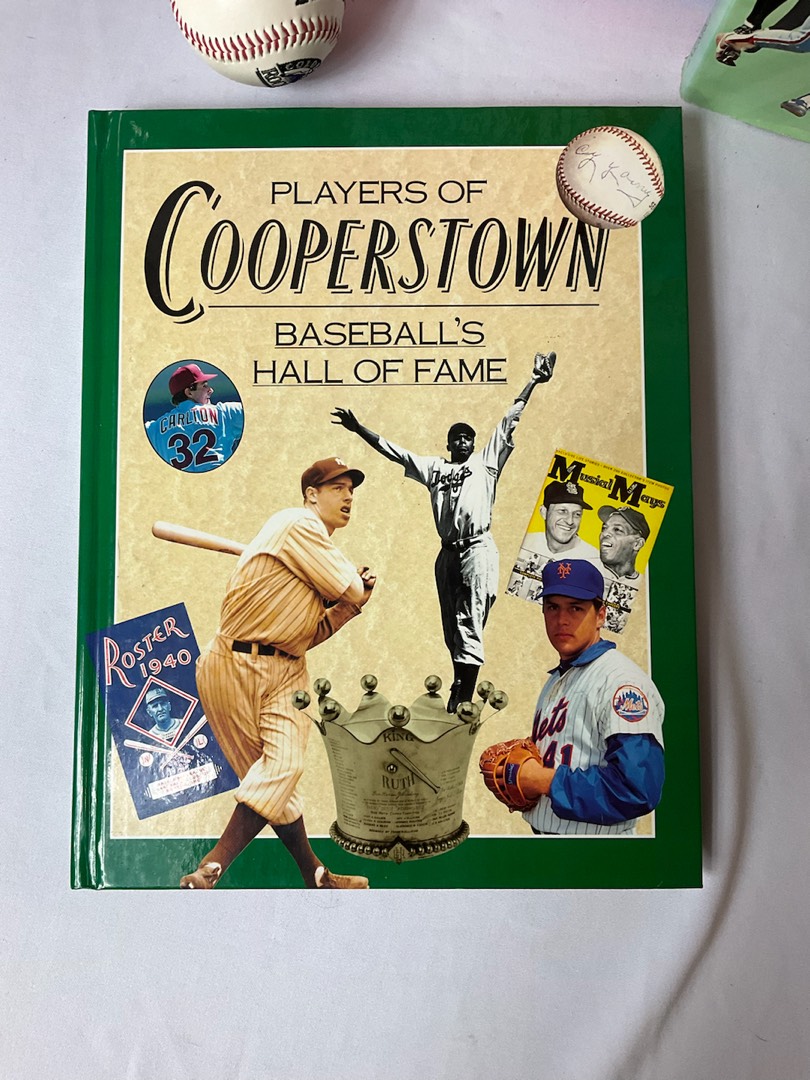 PLAYERS OF
COOPERSTOWN
BASEBALL'S
HALL OF FAME
CARLTON
32
Musial Mays
Dodgers
ROSTER
1940
KING
RUTH
Mets
41